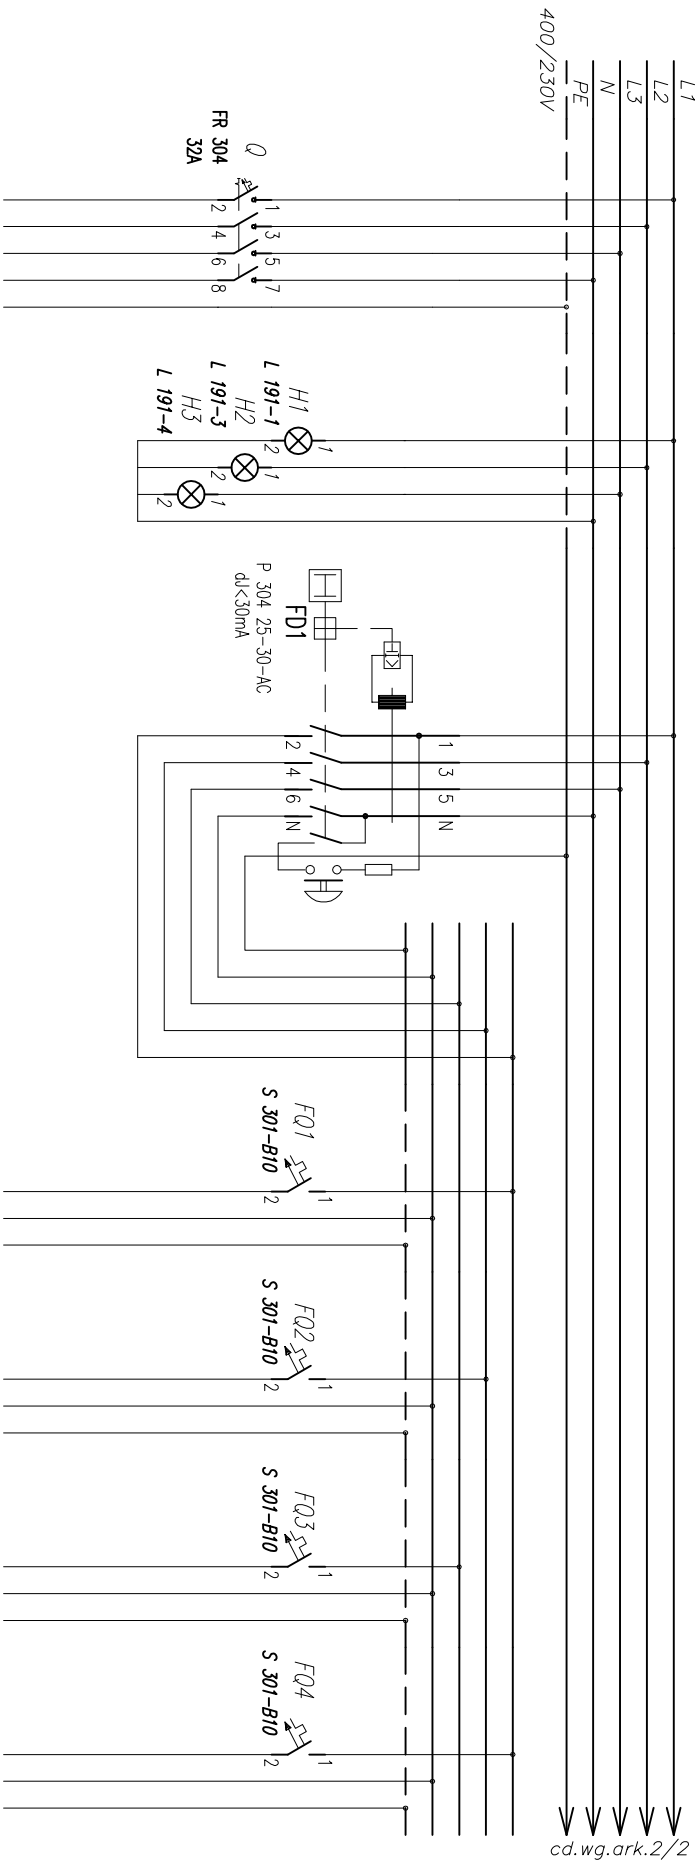 L1
L2
L3
N
PE
400/230V
Q
FR 304
32A
1
2
3
4
5
6
7
8
H1
L 191-1
1
2
H2
L 191-3
1
2
H3
L 191-4
1
2
FD1
P 304 25-30-AC
dJ<30mA
H
H
1
2
3
4
5
6
N
N
FQ1
S 301-B10
1
2
FQ2
S 301-B10
1
2
FQ3
S 301-B10
1
2
FQ4
S 301-B10
1
2
cd.wg.ark.2/2